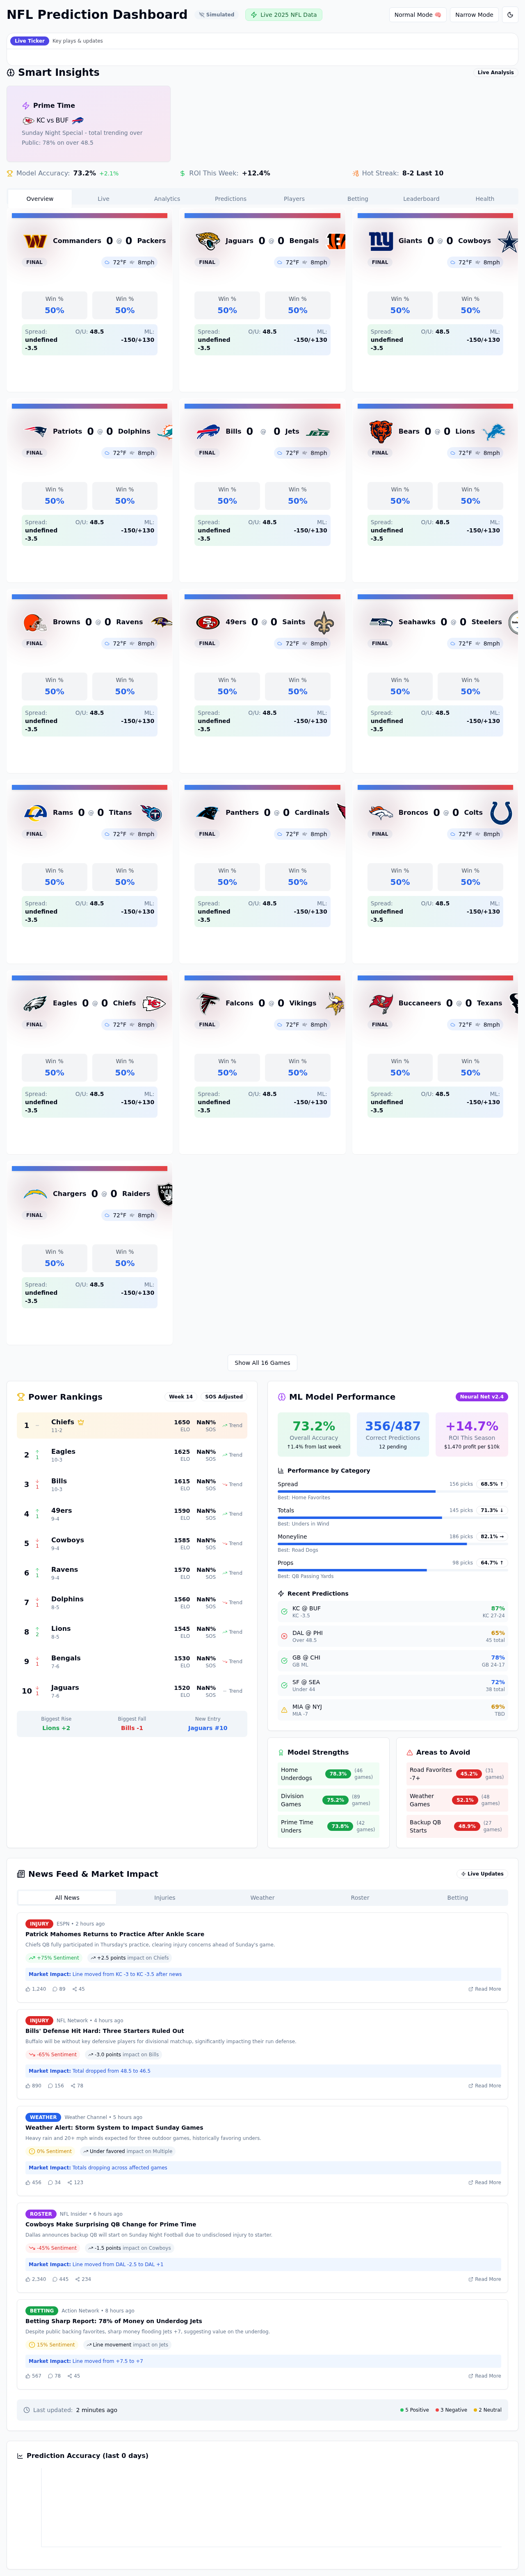 NFL Prediction Dashboard
Simulated
Live 2025 NFL Data
Normal Mode 🧠
Narrow Mode
Live Ticker
Key plays & updates
Smart Insights
Live Analysis
Prime Time
KC vs BUF
Sunday Night Special - total trending over
Public: 78% on over 48.5
Model Accuracy: 73.2% +2.1%
ROI This Week: +12.4%
Hot Streak: 8-2 Last 10
Overview
Live
Analytics
Predictions
Players
Betting
Leaderboard
Health
Commanders 0 @ 0 Packers
FINAL
72°F 8mph
Win %
50%
Win %
50%
Spread: undefined -3.5
O/U: 48.5
ML: -150/+130
Jaguars 0 @ 0 Bengals
FINAL
72°F 8mph
Win %
50%
Win %
50%
Spread: undefined -3.5
O/U: 48.5
ML: -150/+130
Giants 0 @ 0 Cowboys
FINAL
72°F 8mph
Win %
50%
Win %
50%
Spread: undefined -3.5
O/U: 48.5
ML: -150/+130
Patriots 0 @ 0 Dolphins
FINAL
72°F 8mph
Win %
50%
Win %
50%
Spread: undefined -3.5
O/U: 48.5
ML: -150/+130
Bills 0 @ 0 Jets
FINAL
72°F 8mph
Win %
50%
Win %
50%
Spread: undefined -3.5
O/U: 48.5
ML: -150/+130
Bears 0 @ 0 Lions
FINAL
72°F 8mph
Win %
50%
Win %
50%
Spread: undefined -3.5
O/U: 48.5
ML: -150/+130
Browns 0 @ 0 Ravens
FINAL
72°F 8mph
Win %
50%
Win %
50%
Spread: undefined -3.5
O/U: 48.5
ML: -150/+130
49ers 0 @ 0 Saints
FINAL
72°F 8mph
Win %
50%
Win %
50%
Spread: undefined -3.5
O/U: 48.5
ML: -150/+130
Seahawks 0 @ 0 Steelers
FINAL
72°F 8mph
Win %
50%
Win %
50%
Spread: undefined -3.5
O/U: 48.5
ML: -150/+130
Rams 0 @ 0 Titans
FINAL
72°F 8mph
Win %
50%
Win %
50%
Spread: undefined -3.5
O/U: 48.5
ML: -150/+130
Panthers 0 @ 0 Cardinals
FINAL
72°F 8mph
Win %
50%
Win %
50%
Spread: undefined -3.5
O/U: 48.5
ML: -150/+130
Broncos 0 @ 0 Colts
FINAL
72°F 8mph
Win %
50%
Win %
50%
Spread: undefined -3.5
O/U: 48.5
ML: -150/+130
Eagles 0 @ 0 Chiefs
FINAL
72°F 8mph
Win %
50%
Win %
50%
Spread: undefined -3.5
O/U: 48.5
ML: -150/+130
Falcons 0 @ 0 Vikings
FINAL
72°F 8mph
Win %
50%
Win %
50%
Spread: undefined -3.5
O/U: 48.5
ML: -150/+130
Buccaneers 0 @ 0 Texans
FINAL
72°F 8mph
Win %
50%
Win %
50%
Spread: undefined -3.5
O/U: 48.5
ML: -150/+130
Chargers 0 @ 0 Raiders
FINAL
72°F 8mph
Win %
50%
Win %
50%
Spread: undefined -3.5
O/U: 48.5
ML: -150/+130
Show All 16 Games
Power Rankings
Week 14
SOS Adjusted
1 Chiefs 11-2 1650 ELO NaN% SOS Trend
2 1 Eagles 10-3 1625 ELO NaN% SOS Trend
3 1 Bills 10-3 1615 ELO NaN% SOS Trend
4 1 49ers 9-4 1590 ELO NaN% SOS Trend
5 1 Cowboys 9-4 1585 ELO NaN% SOS Trend
6 1 Ravens 9-4 1570 ELO NaN% SOS Trend
7 1 Dolphins 8-5 1560 ELO NaN% SOS Trend
8 2 Lions 8-5 1545 ELO NaN% SOS Trend
9 1 Bengals 7-6 1530 ELO NaN% SOS Trend
10 1 Jaguars 7-6 1520 ELO NaN% SOS Trend
Biggest Rise
Lions +2
Biggest Fall
Bills -1
New Entry
Jaguars #10
ML Model Performance
Neural Net v2.4
73.2%
Overall Accuracy
↑1.4% from last week
356/487
Correct Predictions
12 pending
+14.7%
ROI This Season
$1,470 profit per $10k
Performance by Category
Spread 156 picks 68.5% ↑
Best: Home Favorites
Totals 145 picks 71.3% ↓
Best: Unders in Wind
Moneyline 186 picks 82.1% →
Best: Road Dogs
Props 98 picks 64.7% ↑
Best: QB Passing Yards
Recent Predictions
KC @ BUF 87%
KC -3.5 KC 27-24
DAL @ PHI 65%
Over 48.5 45 total
GB @ CHI 78%
GB ML GB 24-17
SF @ SEA 72%
Under 44 38 total
MIA @ NYJ 69%
MIA -7 TBD
Model Strengths
Home Underdogs 78.3% (46 games)
Division Games 75.2% (89 games)
Prime Time Unders 73.8% (42 games)
Areas to Avoid
Road Favorites -7+ 45.2% (31 games)
Weather Games 52.1% (48 games)
Backup QB Starts 48.9% (27 games)
News Feed & Market Impact
Live Updates
All News
Injuries
Weather
Roster
Betting
INJURY ESPN • 2 hours ago
Patrick Mahomes Returns to Practice After Ankle Scare
Chiefs QB fully participated in Thursday's practice, clearing injury concerns ahead of Sunday's game.
+75% Sentiment +2.5 points impact on Chiefs
Market Impact: Line moved from KC -3 to KC -3.5 after news
1,240 89 45 Read More
INJURY NFL Network • 4 hours ago
Bills' Defense Hit Hard: Three Starters Ruled Out
Buffalo will be without key defensive players for divisional matchup, significantly impacting their run defense.
-65% Sentiment -3.0 points impact on Bills
Market Impact: Total dropped from 48.5 to 46.5
890 156 78 Read More
WEATHER Weather Channel • 5 hours ago
Weather Alert: Storm System to Impact Sunday Games
Heavy rain and 20+ mph winds expected for three outdoor games, historically favoring unders.
0% Sentiment Under favored impact on Multiple
Market Impact: Totals dropping across affected games
456 34 123 Read More
ROSTER NFL Insider • 6 hours ago
Cowboys Make Surprising QB Change for Prime Time
Dallas announces backup QB will start on Sunday Night Football due to undisclosed injury to starter.
-45% Sentiment -1.5 points impact on Cowboys
Market Impact: Line moved from DAL -2.5 to DAL +1
2,340 445 234 Read More
BETTING Action Network • 8 hours ago
Betting Sharp Report: 78% of Money on Underdog Jets
Despite public backing favorites, sharp money flooding Jets +7, suggesting value on the underdog.
15% Sentiment Line movement impact on Jets
Market Impact: Line moved from +7.5 to +7
567 78 45 Read More
Last updated: 2 minutes ago
5 Positive 3 Negative 2 Neutral
Prediction Accuracy (last 0 days)